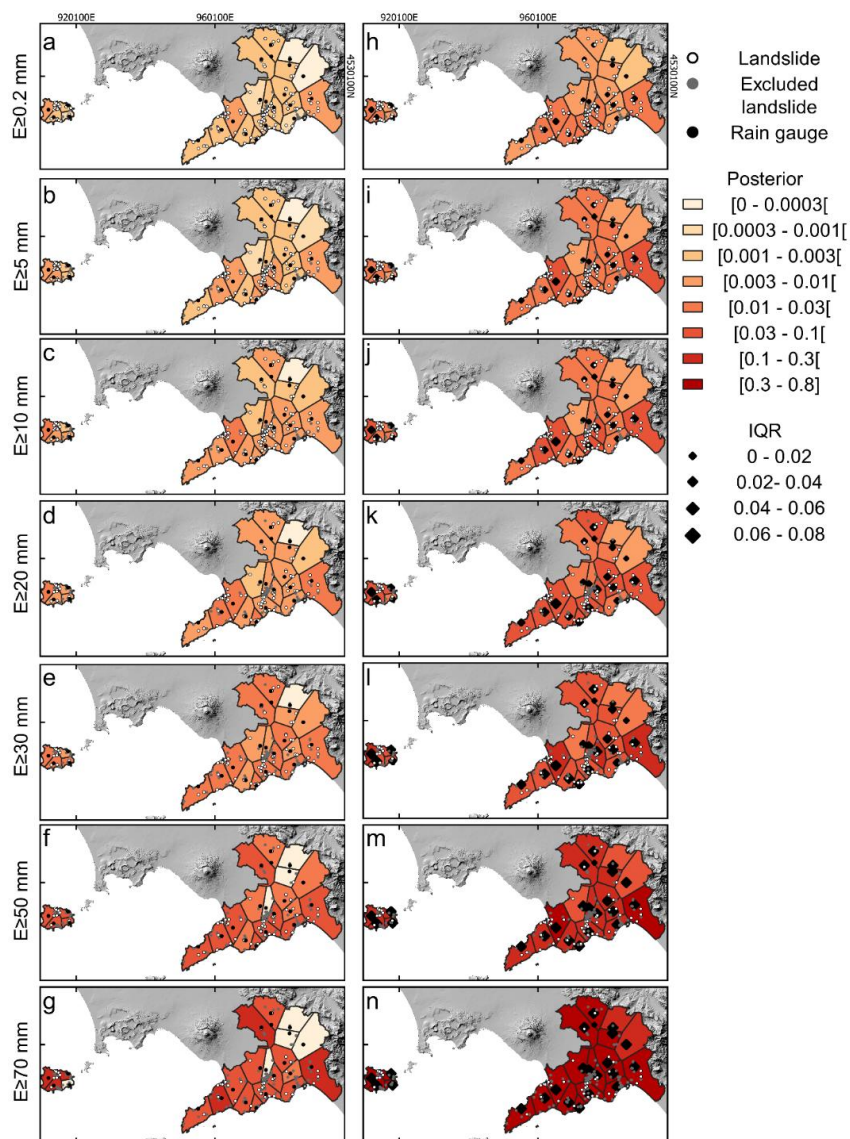 920100E 960100E 920100E 960100E
a
h
4530100N
4530100N
E≥0.2 mm
b
i
E≥5 mm
c
j
E≥10 mm
d
k
E≥20 mm
e
l
E≥30 mm
f
m
E≥50 mm
g
n
E≥70 mm
Landslide
Excluded
landslide
Rain gauge
Posterior
[0 - 0.0003[
[0.0003 - 0.001[
[0.001 - 0.003[
[0.003 - 0.01[
[0.01 - 0.03[
[0.03 - 0.1[
[0.1 - 0.3[
[0.3 - 0.8]
IQR
0 - 0.02
0.02- 0.04
0.04 - 0.06
0.06 - 0.08